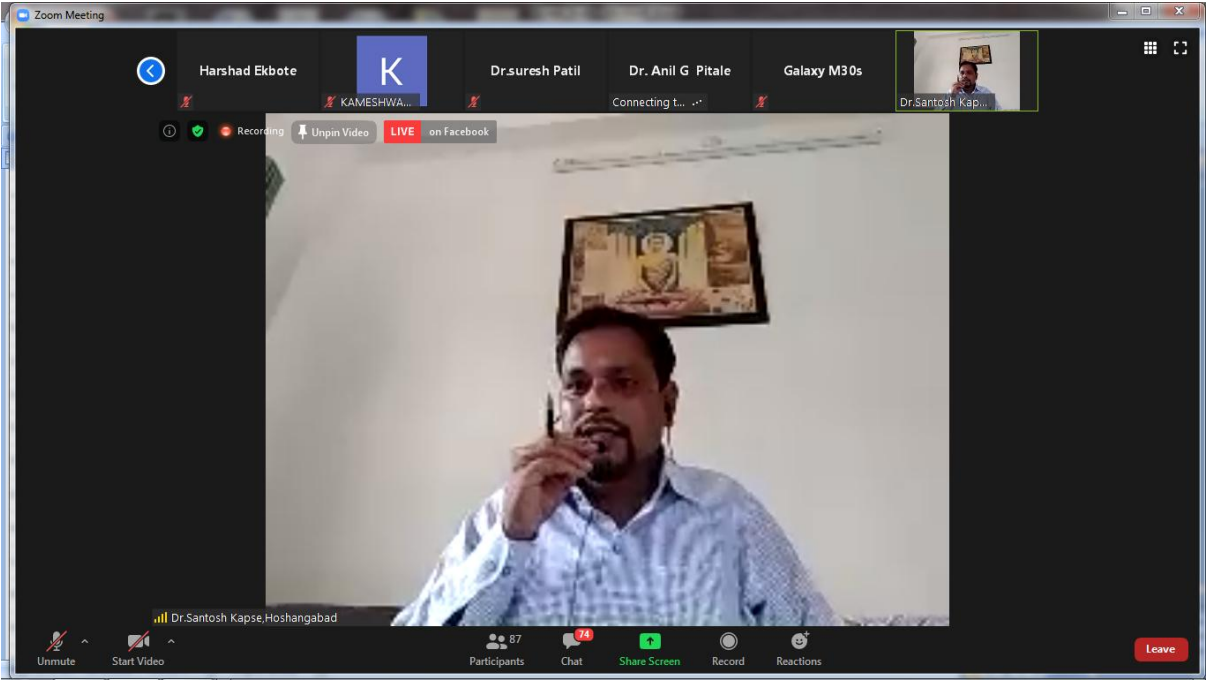 Zoom Meeting
Harshad Ekbote
K
Dr.suresh Patil
Dr. Anil G Pitale
Galaxy M30s
KAMESHWA...
Connecting t...
Dr.Santosh Kap...
Recording
Unpin Video
LIVE on Facebook
Dr.Santosh Kapse,Hoshangabad
Unmute
Start Video
87
Participants
74
Chat
Share Screen
Record
Reactions
Leave